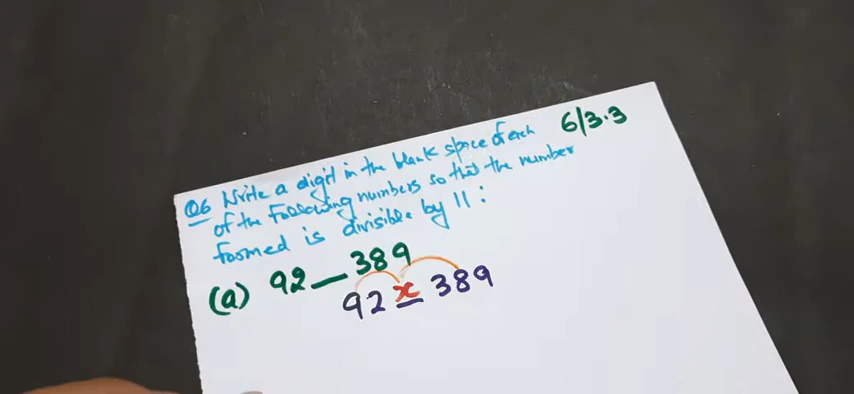 Q6 Write a digit in the blank space of each 6/3.3
of the following numbers so that the number
formed is divisible by 11 :
(a) 92_389
92x389